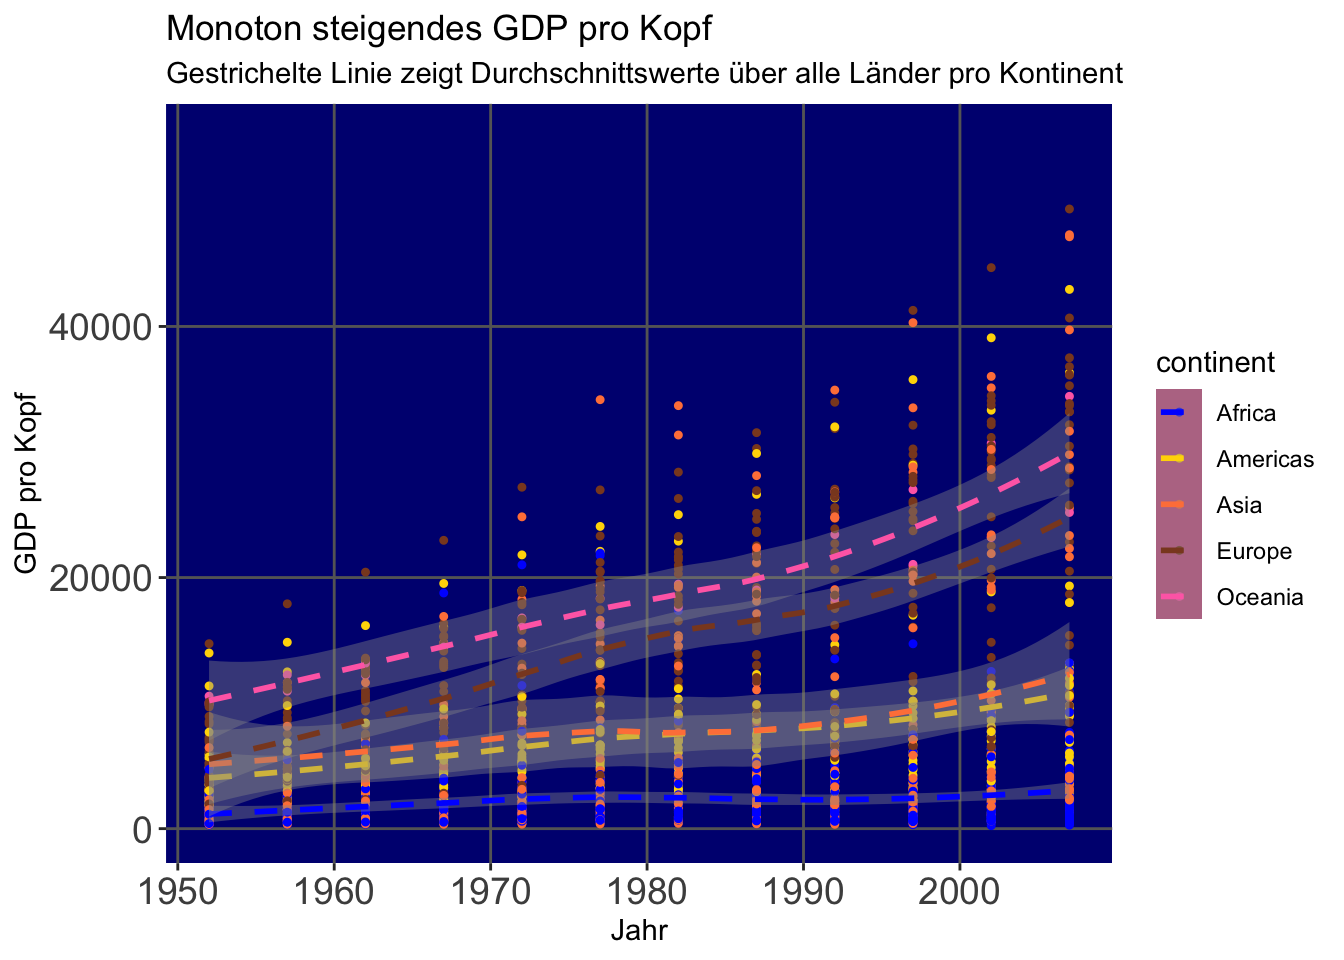 Monoton steigendes GDP pro Kopf
Gestrichelte Linie zeigt Durchschnittswerte über alle Länder pro Kontinent
GDP pro Kopf
40000
20000
0
1950 1960 1970 1980 1990 2000
Jahr
continent
Africa
Americas
Asia
Europe
Oceania